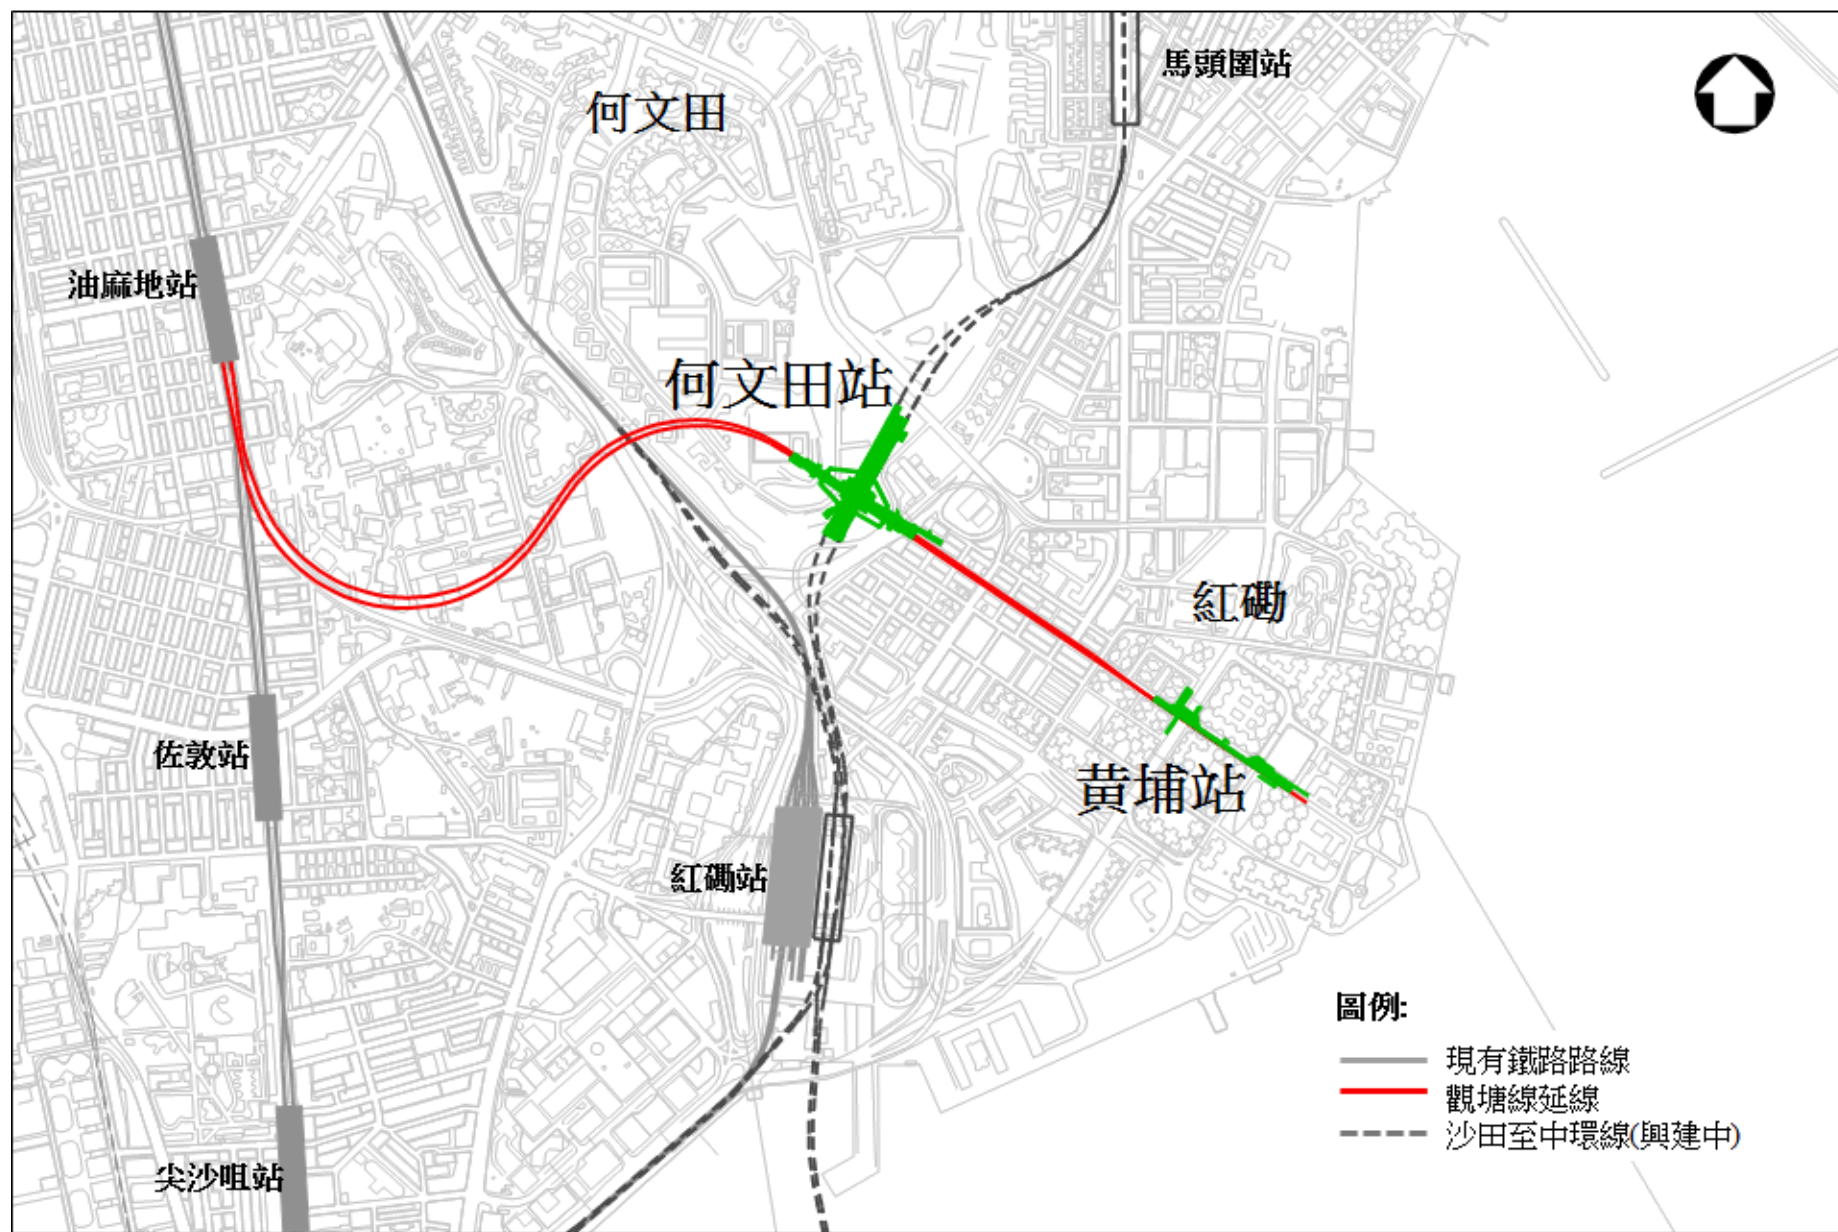 馬頭圍站
何文田
油麻地站
何文田站
紅磡
佐敦站
黃埔站
紅磡站
圖例:
現有鐵路路線
觀塘線延線
沙田至中環線(興建中)
尖沙咀站